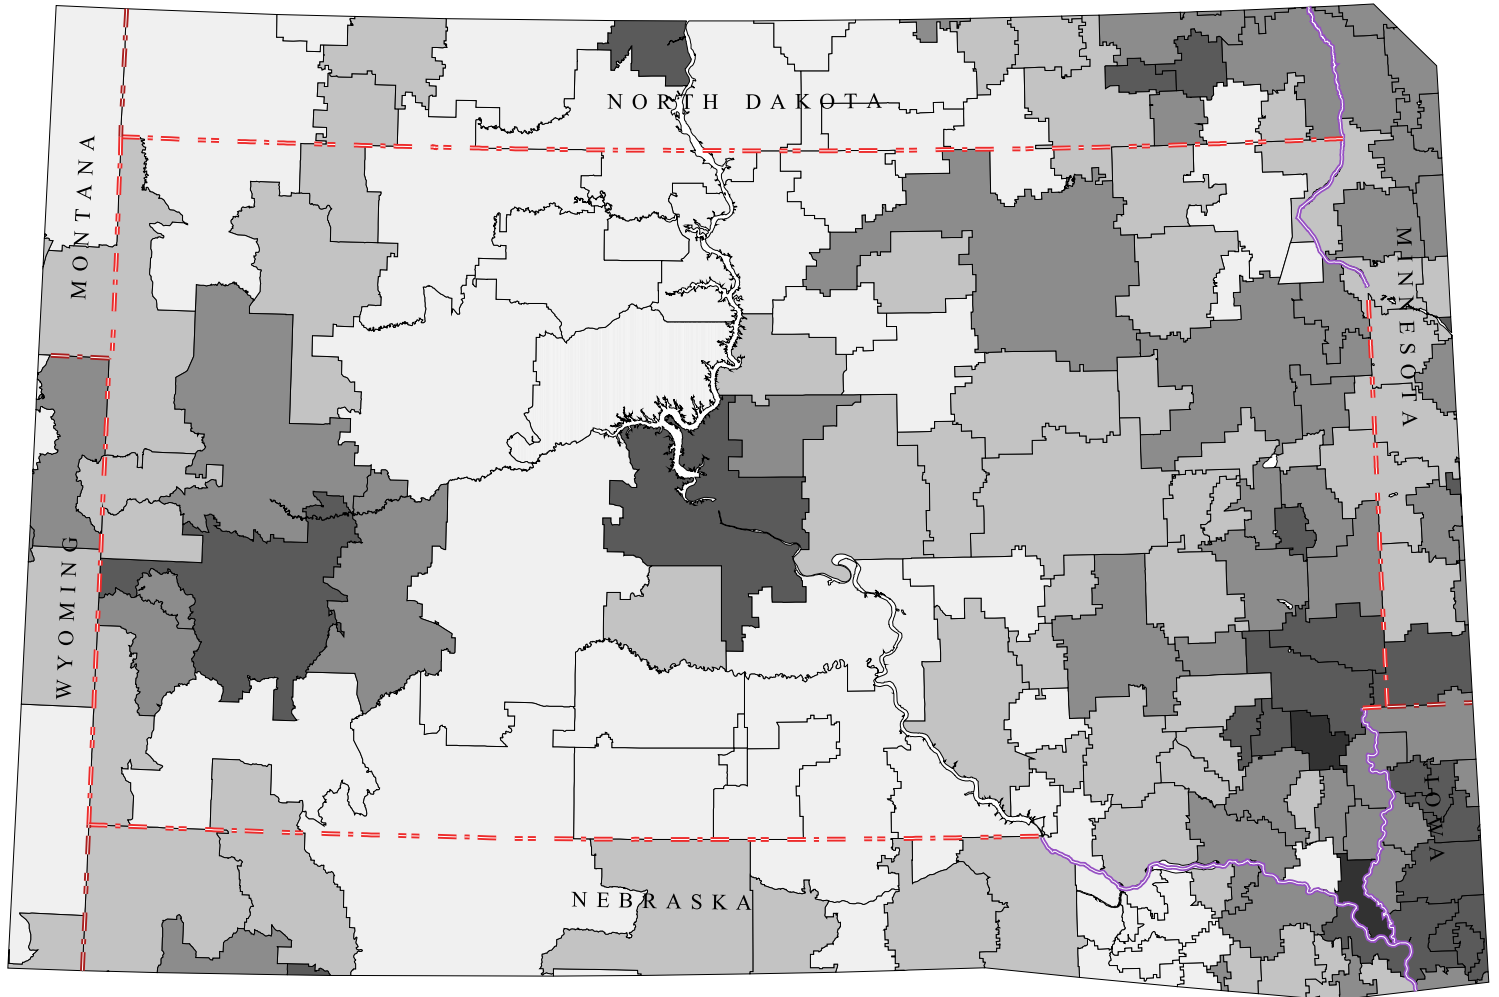 NORTH DAKOTA
MONTANA
MINNESOTA
WYOMING
IOWA
NEBRASKA